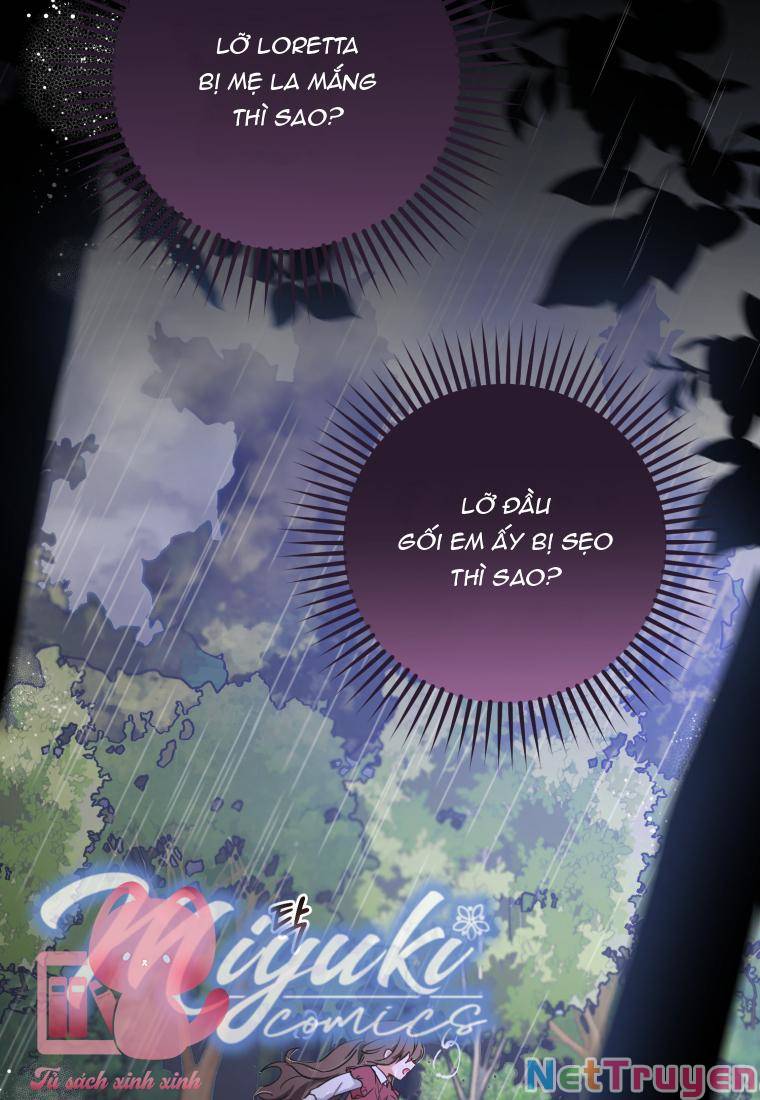 LỠ LORETTA
BỊ MẸ LA MẮNG
THÌ SAO?
LỠ ĐẦU
GỐI EM ẤY BỊ SẸO
THÌ SAO?
탁
Miyuki
comics
Tủ sách xinh xinh
NetTruyen